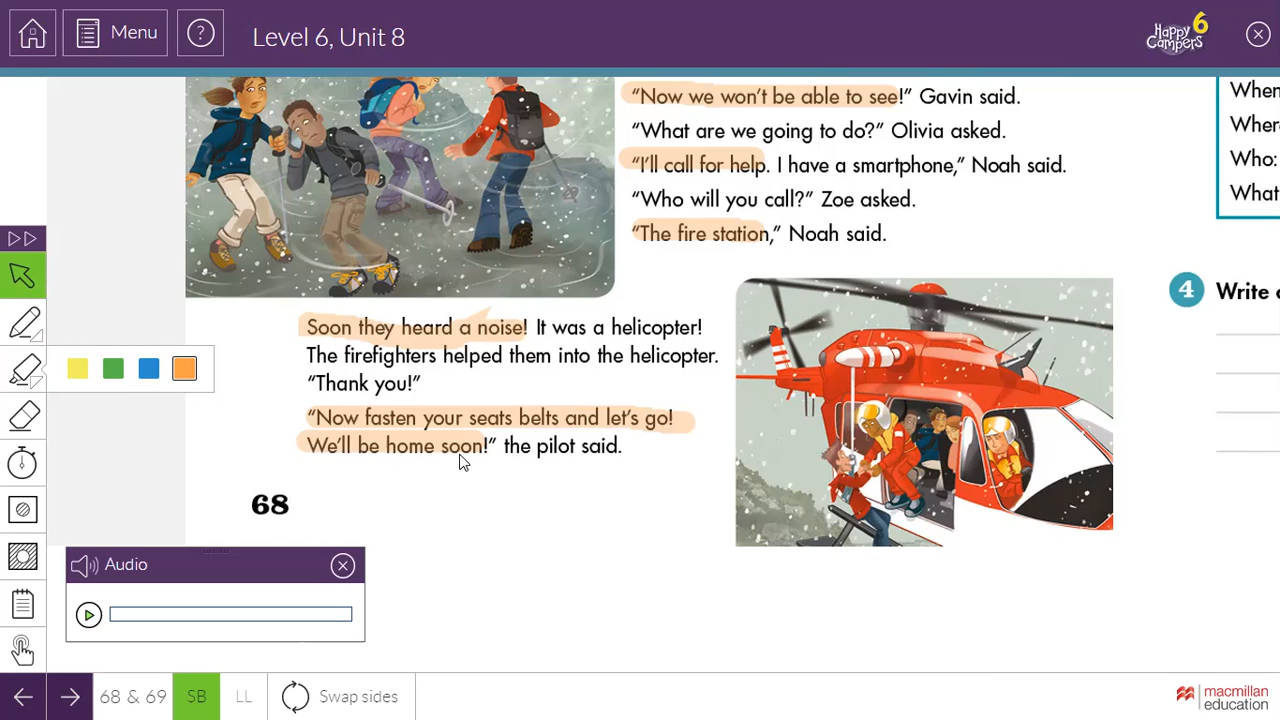 Menu
?
Level 6, Unit 8
Happy Campers 6
"Now we won't be able to see!" Gavin said.
"What are we going to do?" Olivia asked.
"I'll call for help. I have a smartphone," Noah said.
"Who will you call?" Zoe asked.
"The fire station," Noah said.
When
Where
Who:
What
Soon they heard a noise! It was a helicopter!
The firefighters helped them into the helicopter.
"Thank you!"
"Now fasten your seats belts and let's go!
We'll be home soon!" the pilot said.
68
4 Write
Audio
68 & 69
SB
LL
Swap sides
macmillan
education